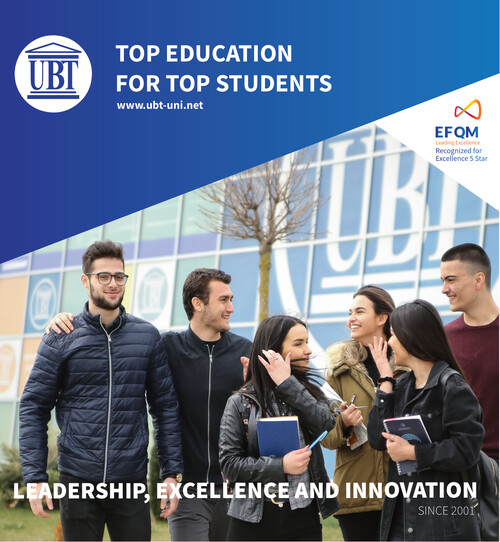 UBT
TOP EDUCATION
FOR TOP STUDENTS
www.ubt-uni.net
EFQM
Leading Excellence
Recognized for
Excellence 5 Star
UBT
LEADERSHIP, EXCELLENCE AND INNOVATION
SINCE 2001